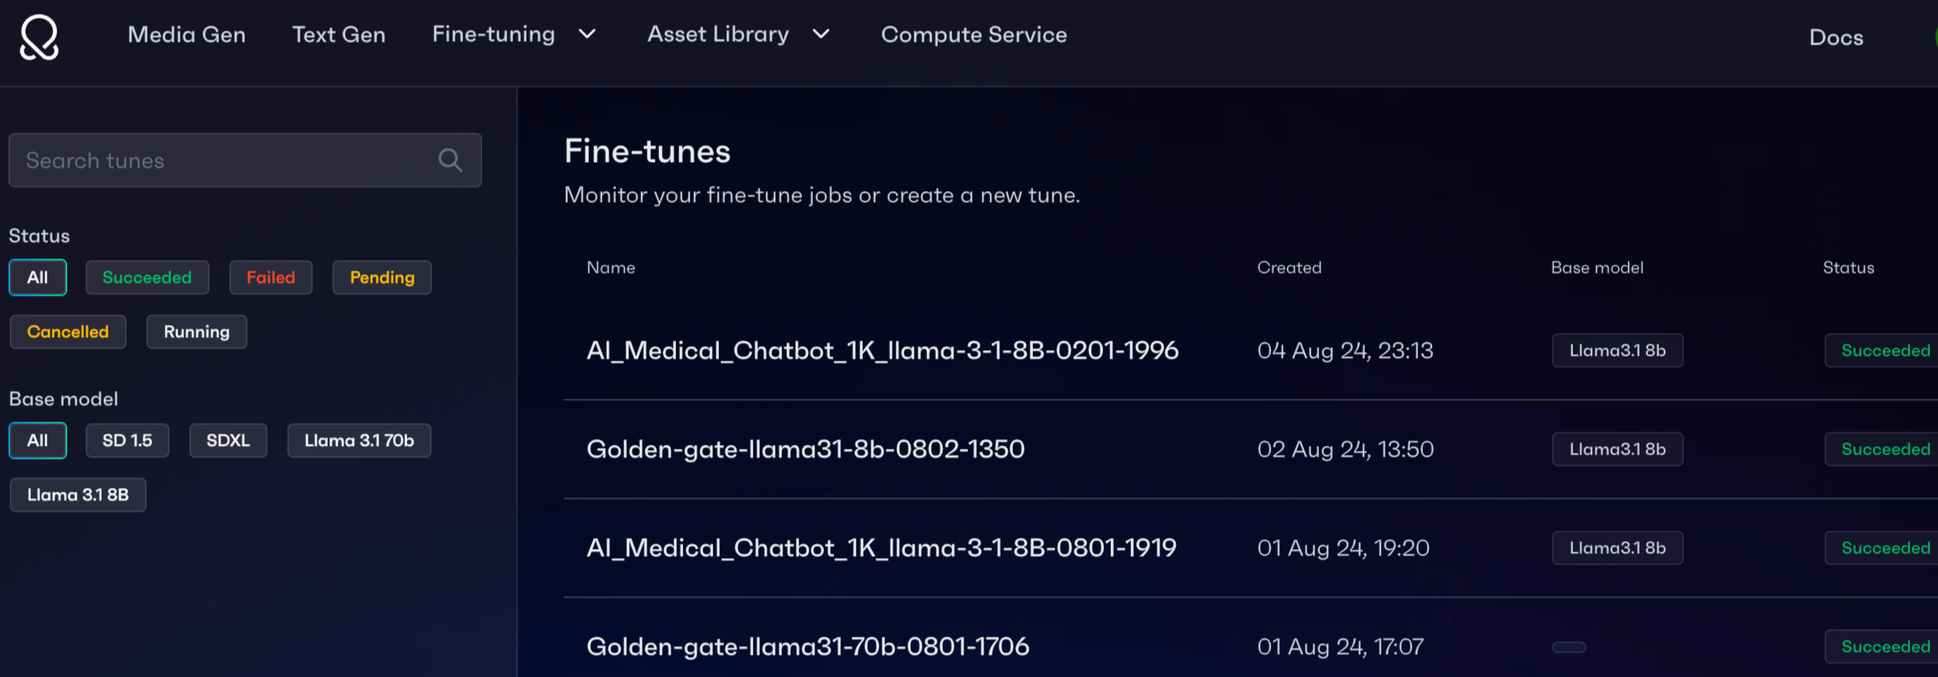 Media Gen Text Gen Fine-tuning Asset Library Compute Service Docs
Search tunes
Status
All Succeeded Failed Pending
Cancelled Running
Base model
All SD 1.5 SDXL Llama 3.1 70b
Llama 3.1 8B
Fine-tunes
Monitor your fine-tune jobs or create a new tune.
Name Created Base model Status
AI_Medical_Chatbot_1K_llama-3-1-8B-0201-1996 04 Aug 24, 23:13 Llama3.1 8b Succeeded
Golden-gate-llama31-8b-0802-1350 02 Aug 24, 13:50 Llama3.1 8b Succeeded
AI_Medical_Chatbot_1K_llama-3-1-8B-0801-1919 01 Aug 24, 19:20 Llama3.1 8b Succeeded
Golden-gate-llama31-70b-0801-1706 01 Aug 24, 17:07 Succeeded